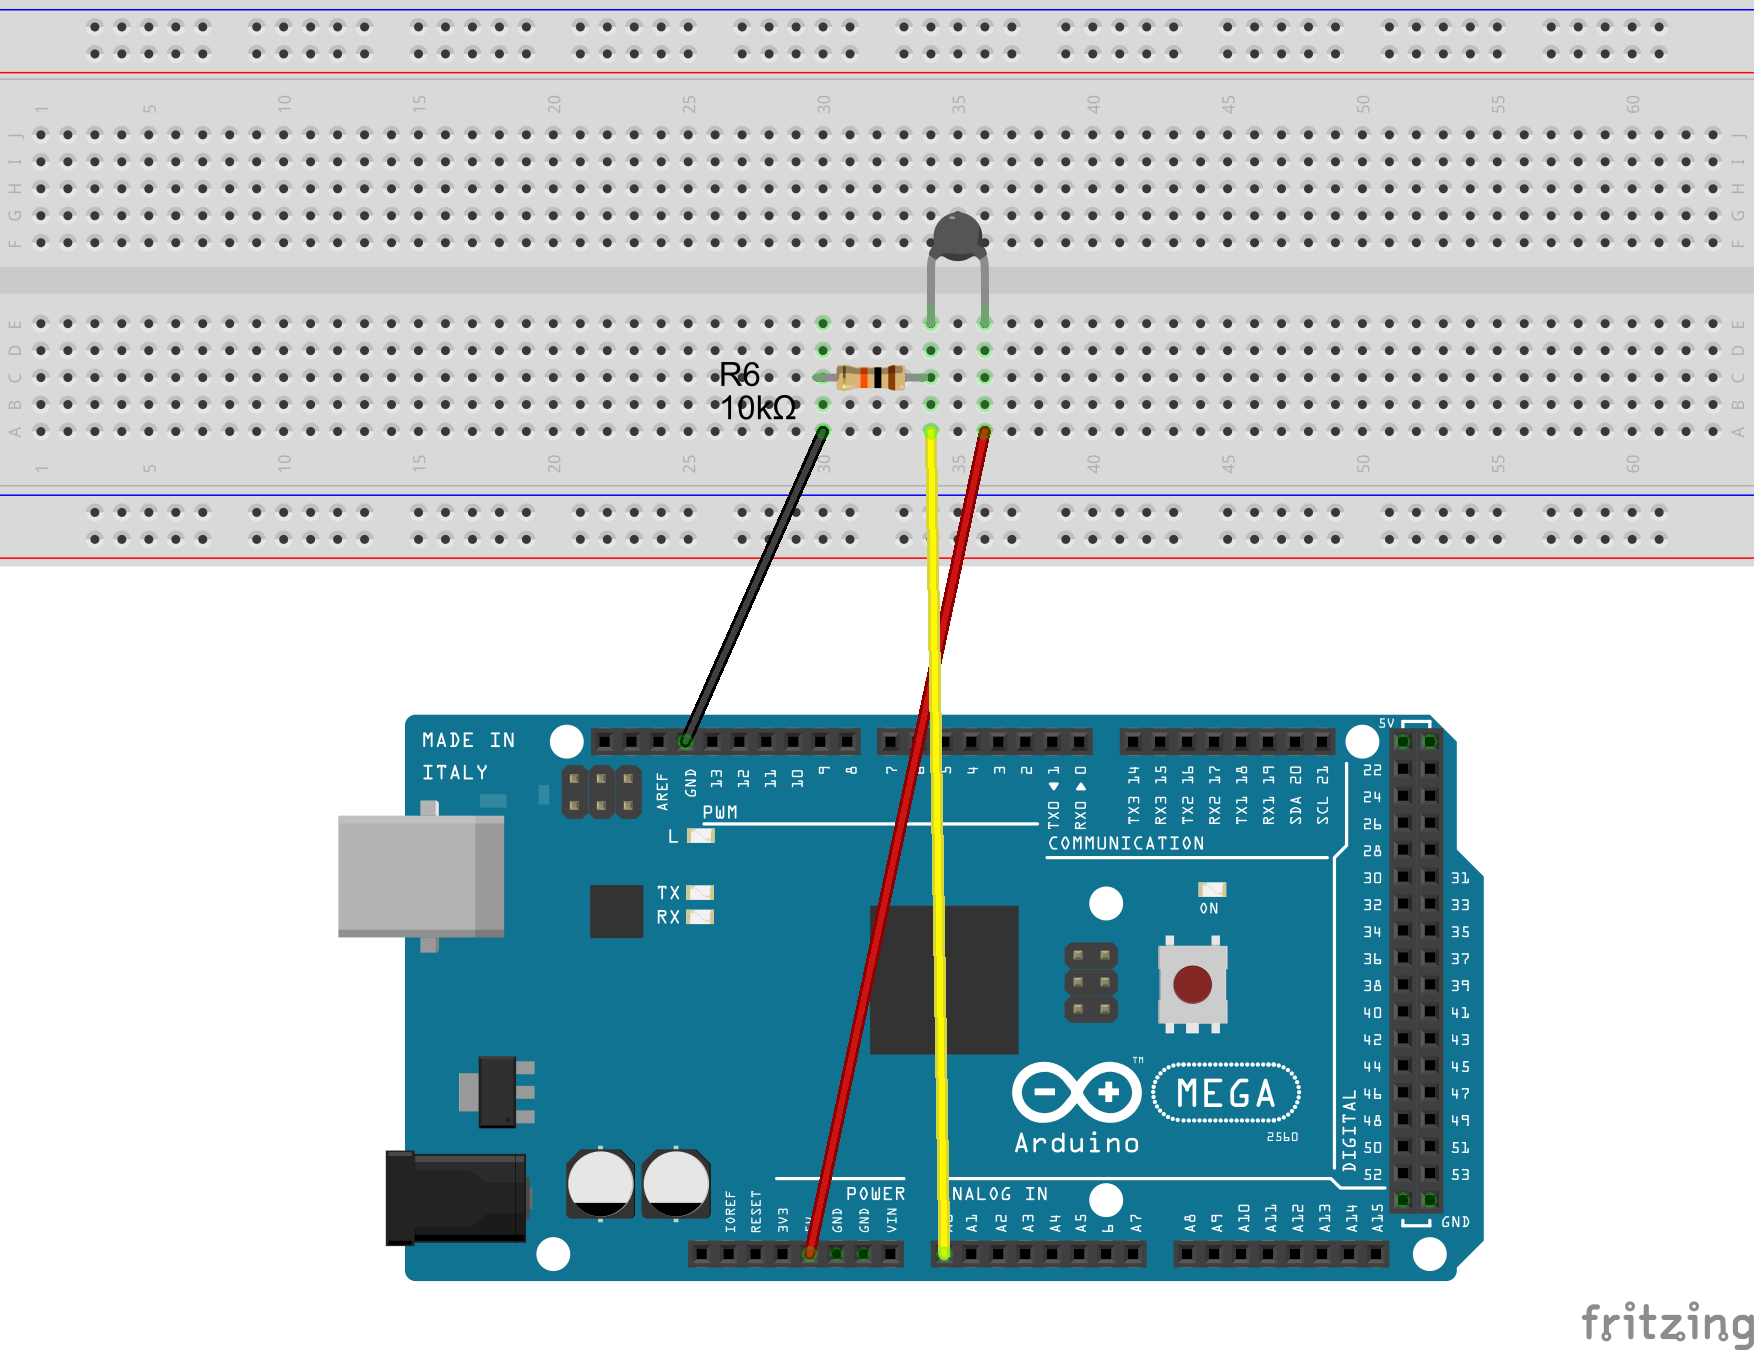 1 5 10 15 20 25 30 35 40 45 50 55 60
J J
I I
H H
G G
F F
E E
D D
C C
B B
A A
R6
10kΩ
1 5 10 15 20 25 30 35 40 45 50 55 60
MADE IN
ITALY
AREF GND 13 12 11 10 9 8 7 6 5 4 3 2 TX0 1 RX0 0
TX3 14 RX3 15 TX2 16 RX2 17 TX1 18 RX1 19 SDA 20 SCL 21
5V
PWM
COMMUNICATION
L
TX
RX
ON
22
24
26
28
30 31
32 33
34 35
36 37
38 39
40 41
42 43
44 45
46 47
48 49
50 51
52 53
GND
DIGITAL
TM
MEGA
Arduino
2560
POWER
NALOG IN
IOREF RESET 3V3 GND GND VIN
A1 A2 A3 A4 A5 6 A7 A8 A9 A10 A11 A12 A13 A14 A15
fritzing